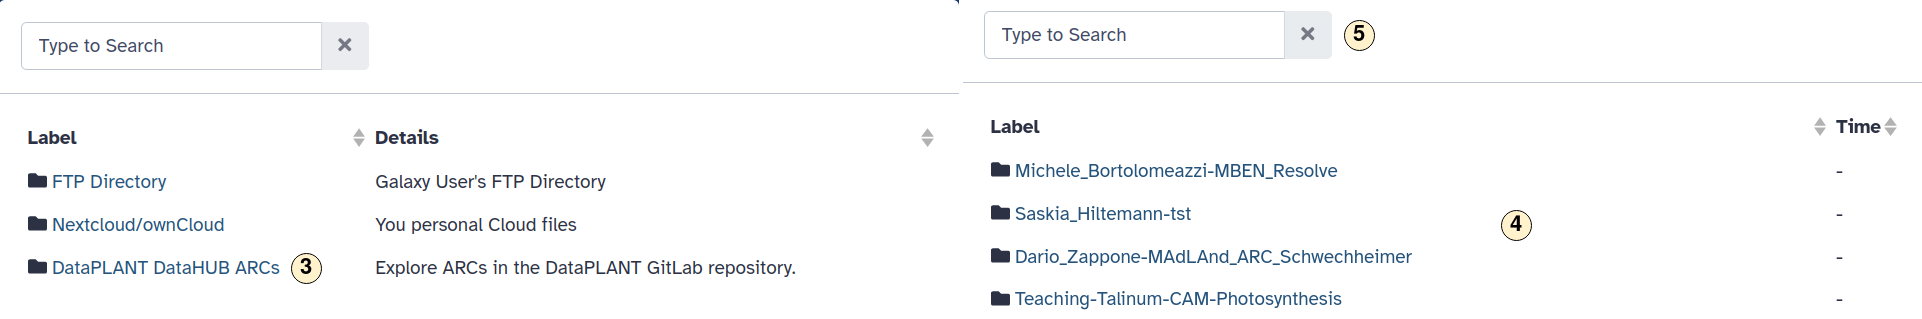 Type to Search
Label Details
FTP Directory Galaxy User's FTP Directory
Nextcloud/ownCloud You personal Cloud files
DataPLANT DataHUB ARCs 3 Explore ARCs in the DataPLANT GitLab repository.
Type to Search 5
Label Time
Michele_Bortolomeazzi-MBEN_Resolve -
Saskia_Hiltemann-tst -
4
Dario_Zappone-MAdLAnd_ARC_Schwechheimer -
Teaching-Talinum-CAM-Photosynthesis -